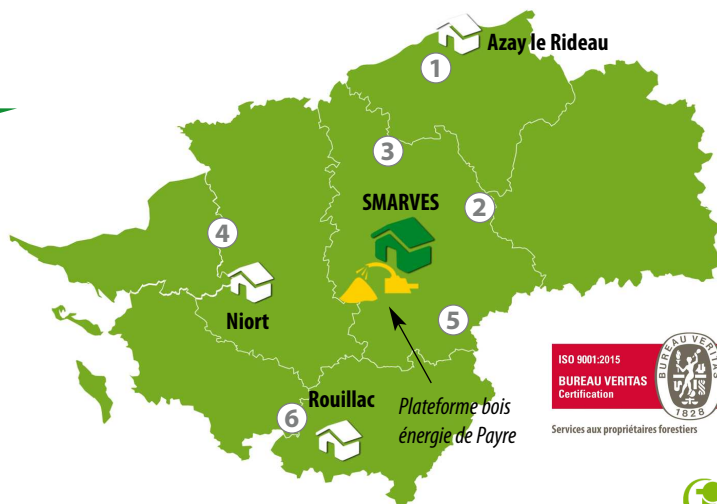 Azay le Rideau
1
3
SMARVES
2
4
Niort
5
Rouillac
6
Plateforme bois
énergie de Payre
ISO 9001:2015
BUREAU VERITAS
Certification
BUREAU VERITAS
1828
Services aux propriétaires forestiers